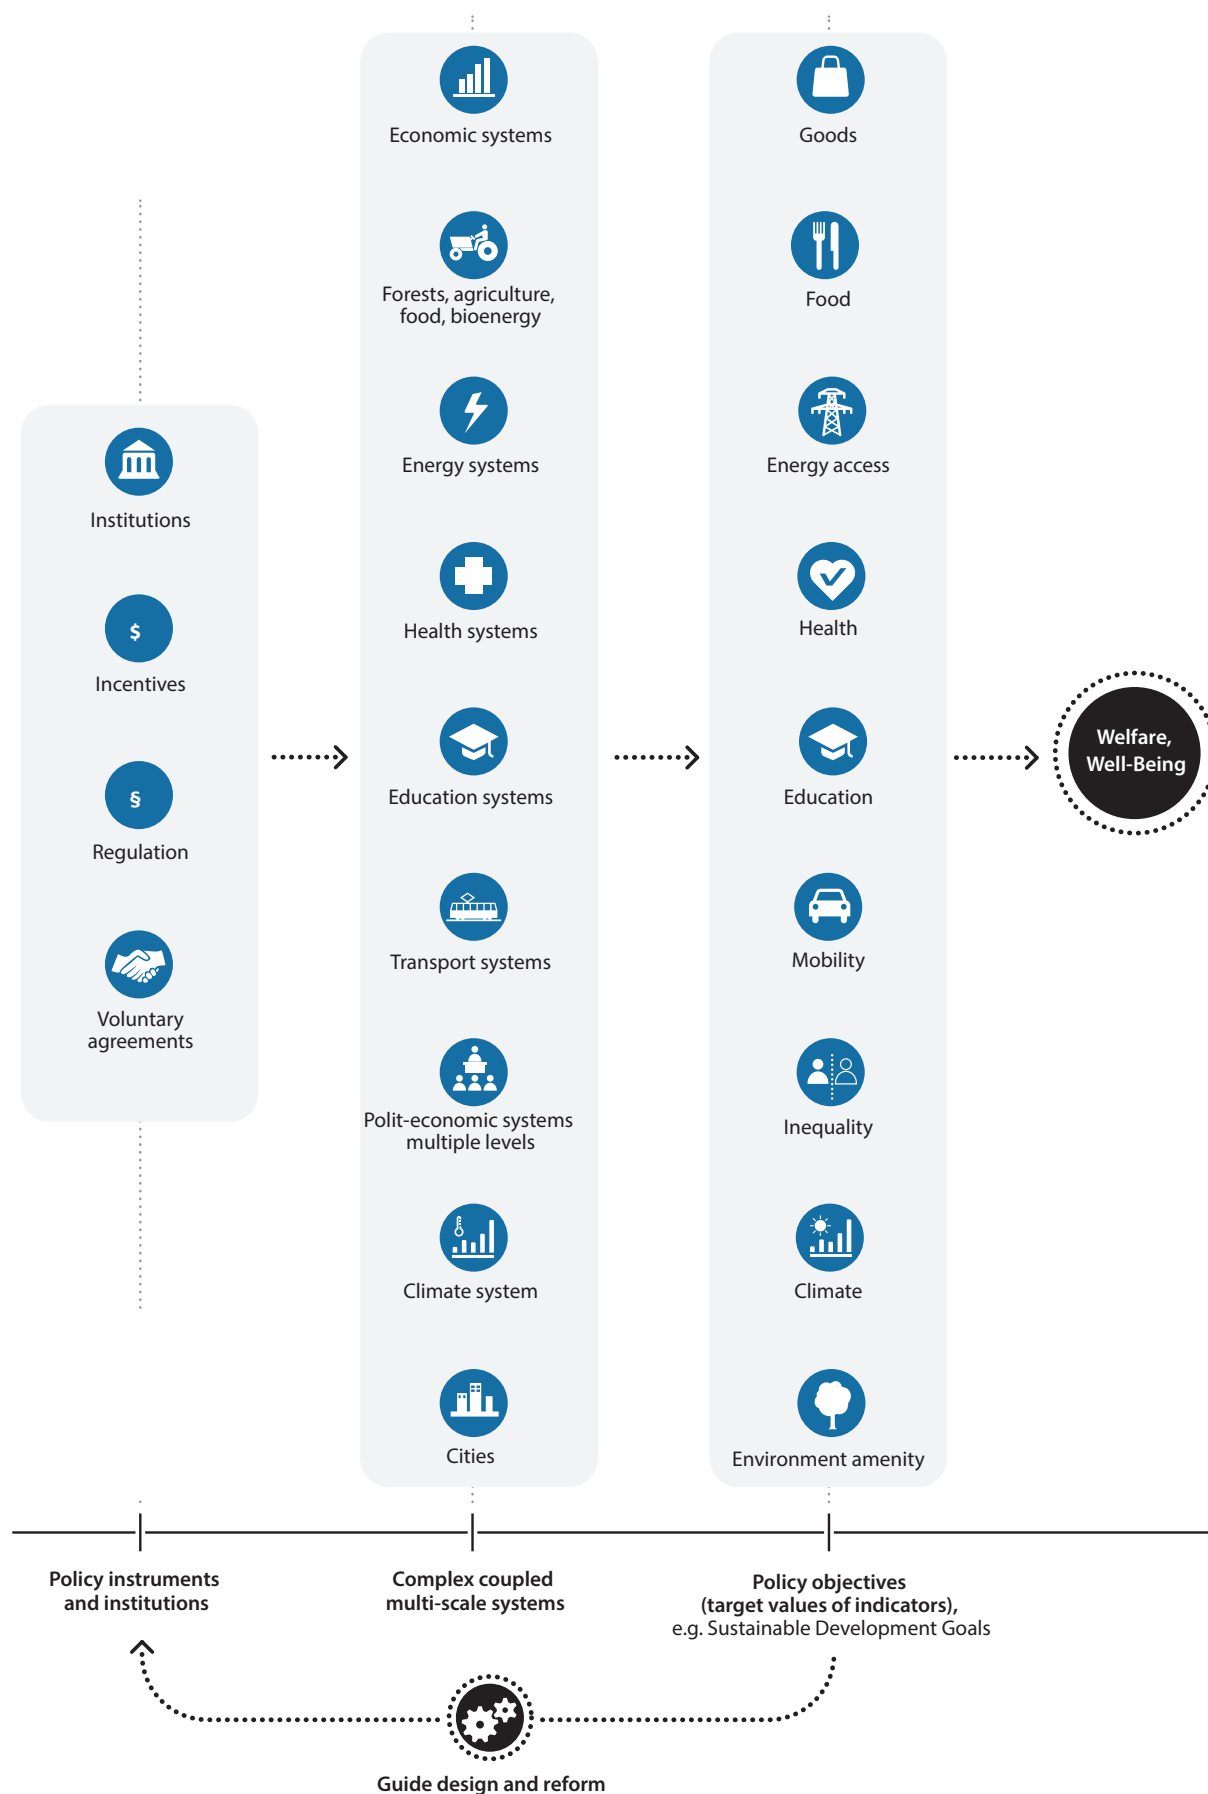 Institutions
$
Incentives
§
Regulation
Voluntary
agreements
Economic systems
Forests, agriculture,
food, bioenergy
Energy systems
Health systems
Education systems
Transport systems
Polit-economic systems
multiple levels
Climate system
Cities
Goods
Food
Energy access
Health
Education
Mobility
Inequality
Climate
Environment amenity
Welfare,
Well-Being
Policy instruments
and institutions
Complex coupled
multi-scale systems
Policy objectives
(target values of indicators),
e.g. Sustainable Development Goals
Guide design and reform